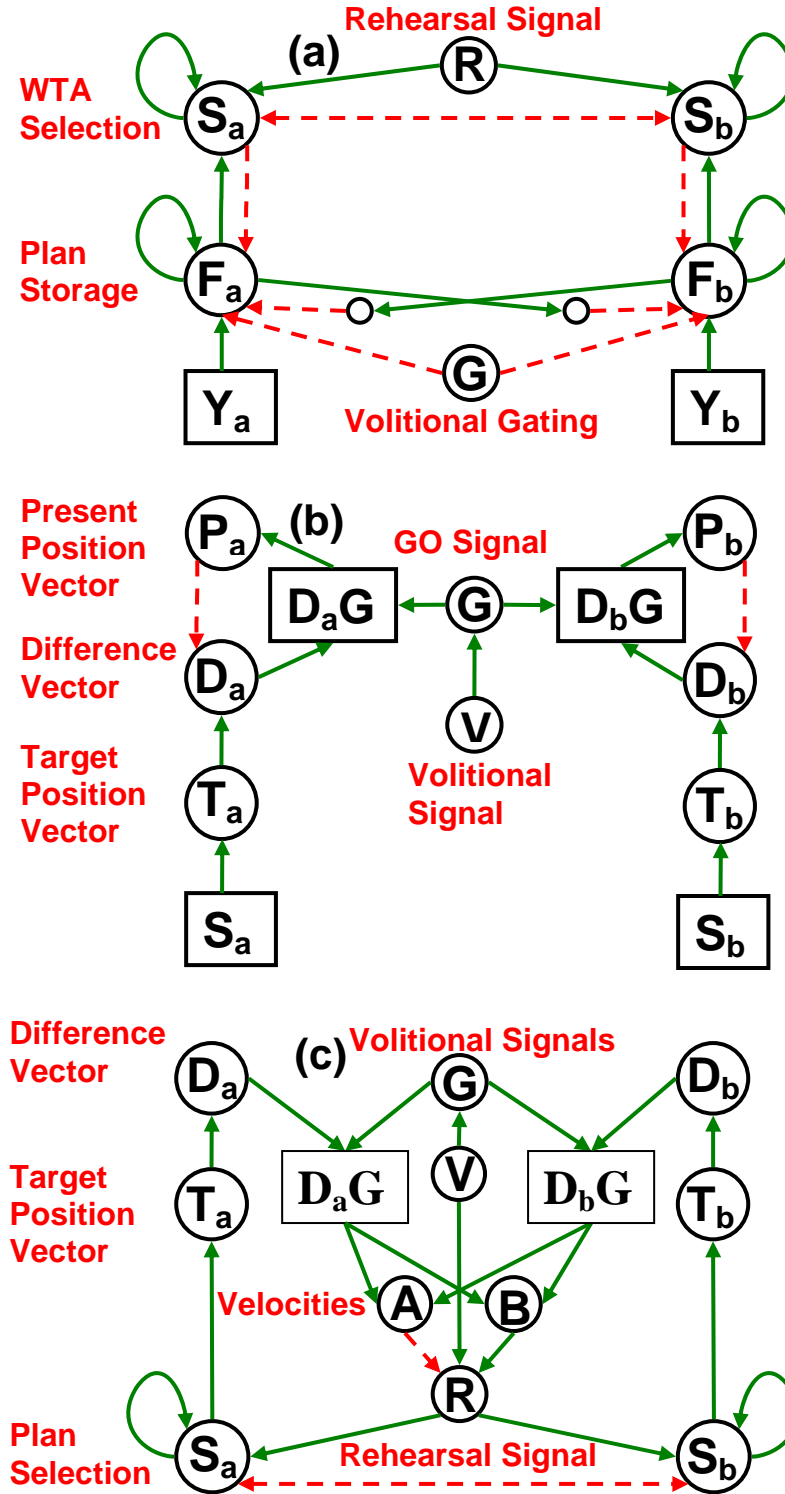 Rehearsal Signal
(a)
R
WTA
Selection
Sa
Sb
Plan
Storage
Fa
Fb
G
Ya
Volitional Gating
Yb
Present
Position
Vector
Pa
(b)
GO Signal
Pb
DaG
G
DbG
Difference
Vector
Da
Db
V
Target
Position
Vector
Ta
Volitional
Signal
Tb
Sa
Sb
Difference
Vector
Da
(c)
Volitional Signals
G
Db
Target
Position
Vector
Ta
DaG
V
DbG
Tb
Velocities
A
B
R
Plan
Selection
Sa
Rehearsal Signal
Sb